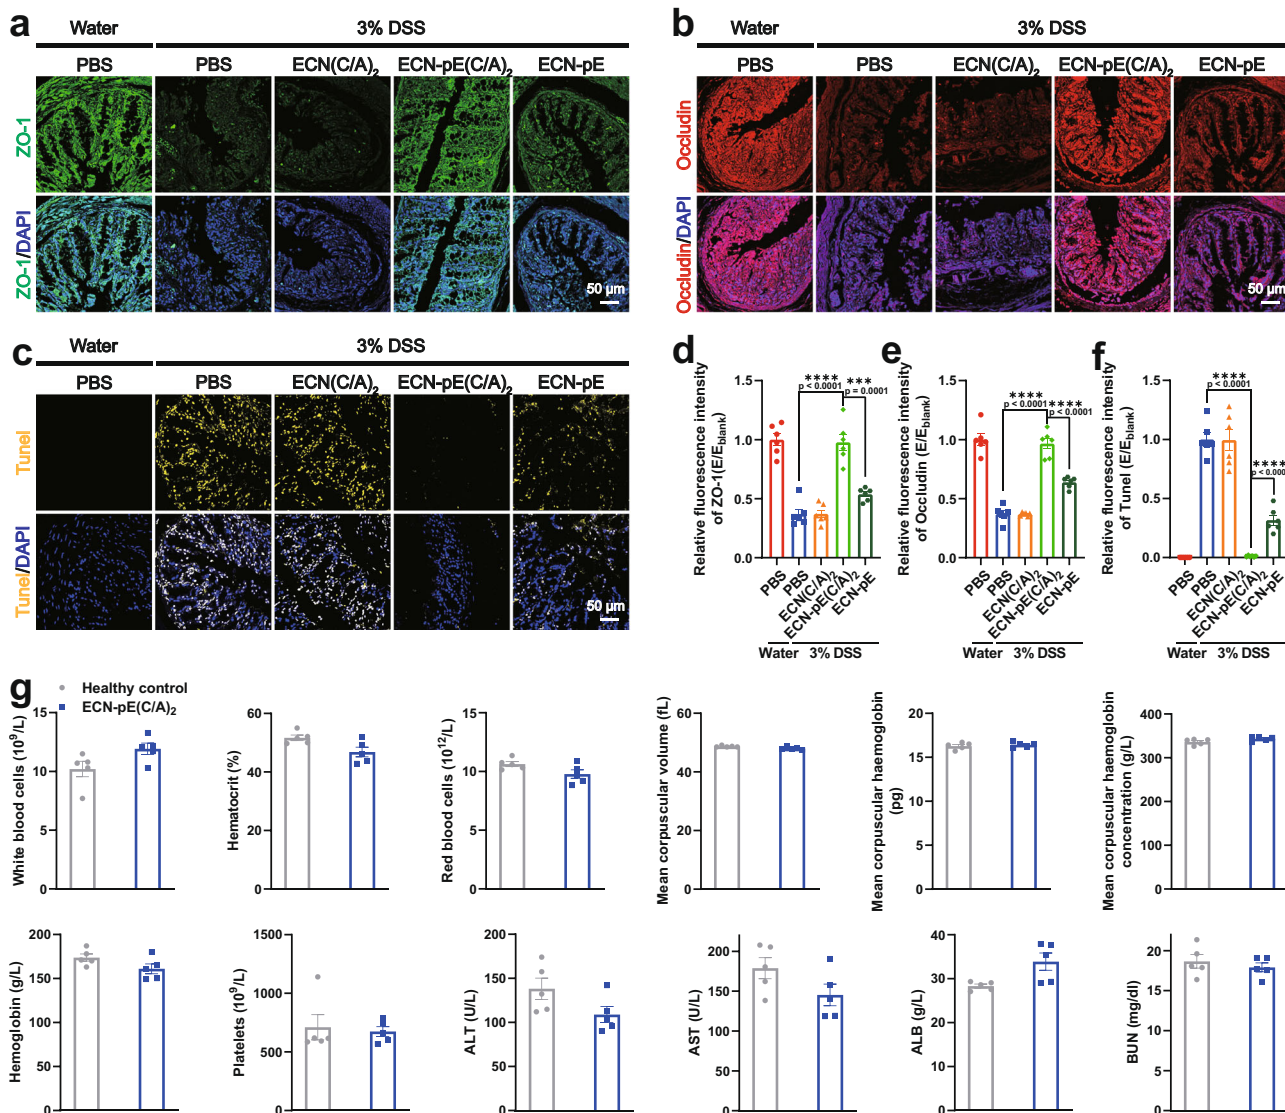 a
Water
3% DSS
PBS
PBS
ECN(C/A)₂
ECN-pE(C/A)₂
ECN-pE
ZO-1
ZO-1/DAPI
50 µm
b
Water
3% DSS
PBS
PBS
ECN(C/A)₂
ECN-pE(C/A)₂
ECN-pE
Occludin
Occludin/DAPI
50 µm
c
Water
3% DSS
PBS
PBS
ECN(C/A)₂
ECN-pE(C/A)₂
ECN-pE
Tunel
Tunel/DAPI
50 µm
d
Relative fluorescence intensity
of ZO-1(E/E_blank)
1.5
1.0
0.5
0.0
****
p < 0.0001
***
p = 0.0001
PBS
PBS
ECN(C/A)₂
ECN-pE(C/A)₂
ECN-pE
Water
3% DSS
e
Relative fluorescence intensity
of Occludin (E/E_blank)
1.5
1.0
0.5
0.0
****
p < 0.0001
****
p < 0.0001
PBS
PBS
ECN(C/A)₂
ECN-pE(C/A)₂
ECN-pE
Water
3% DSS
f
Relative fluorescence intensity
of Tunel (E/E_blank)
1.5
1.0
0.5
0.0
****
p < 0.0001
****
p < 0.000
PBS
PBS
ECN(C/A)₂
ECN-pE(C/A)₂
ECN-pE
Water
3% DSS
g
Healthy control
ECN-pE(C/A)₂
White blood cells (10⁹/L)
15
10
5
0
Hematocrit (%)
60
40
20
0
Red blood cells (10¹²/L)
15
10
5
0
Mean corpuscular volume (fL)
60
40
20
0
Mean corpuscular haemoglobin
(pg)
20
15
10
5
0
Mean corpuscular haemoglobin
concentration (g/L)
400
300
200
100
0
Hemoglobin (g/L)
200
150
100
50
0
Platelets (10⁹/L)
1500
1000
500
0
ALT (U/L)
200
150
100
50
0
AST (U/L)
200
150
100
50
0
ALB (g/L)
40
30
20
10
0
BUN (mg/dl)
20
15
10
5
0